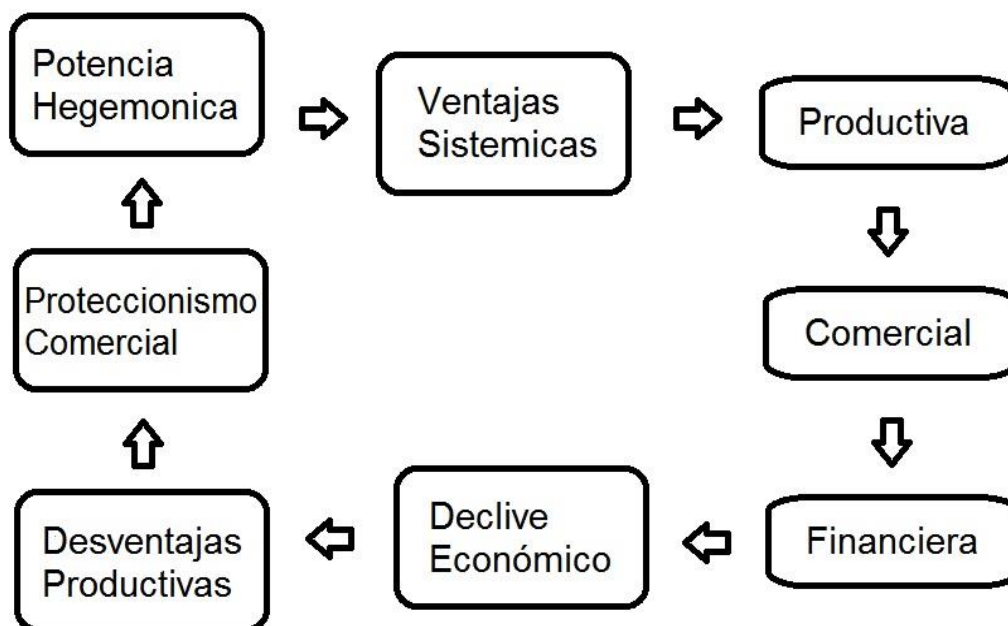 Potencia
Hegemonica
Ventajas
Sistemicas
Productiva
Comercial
Financiera
Declive
Económico
Desventajas
Productivas
Proteccionismo
Comercial